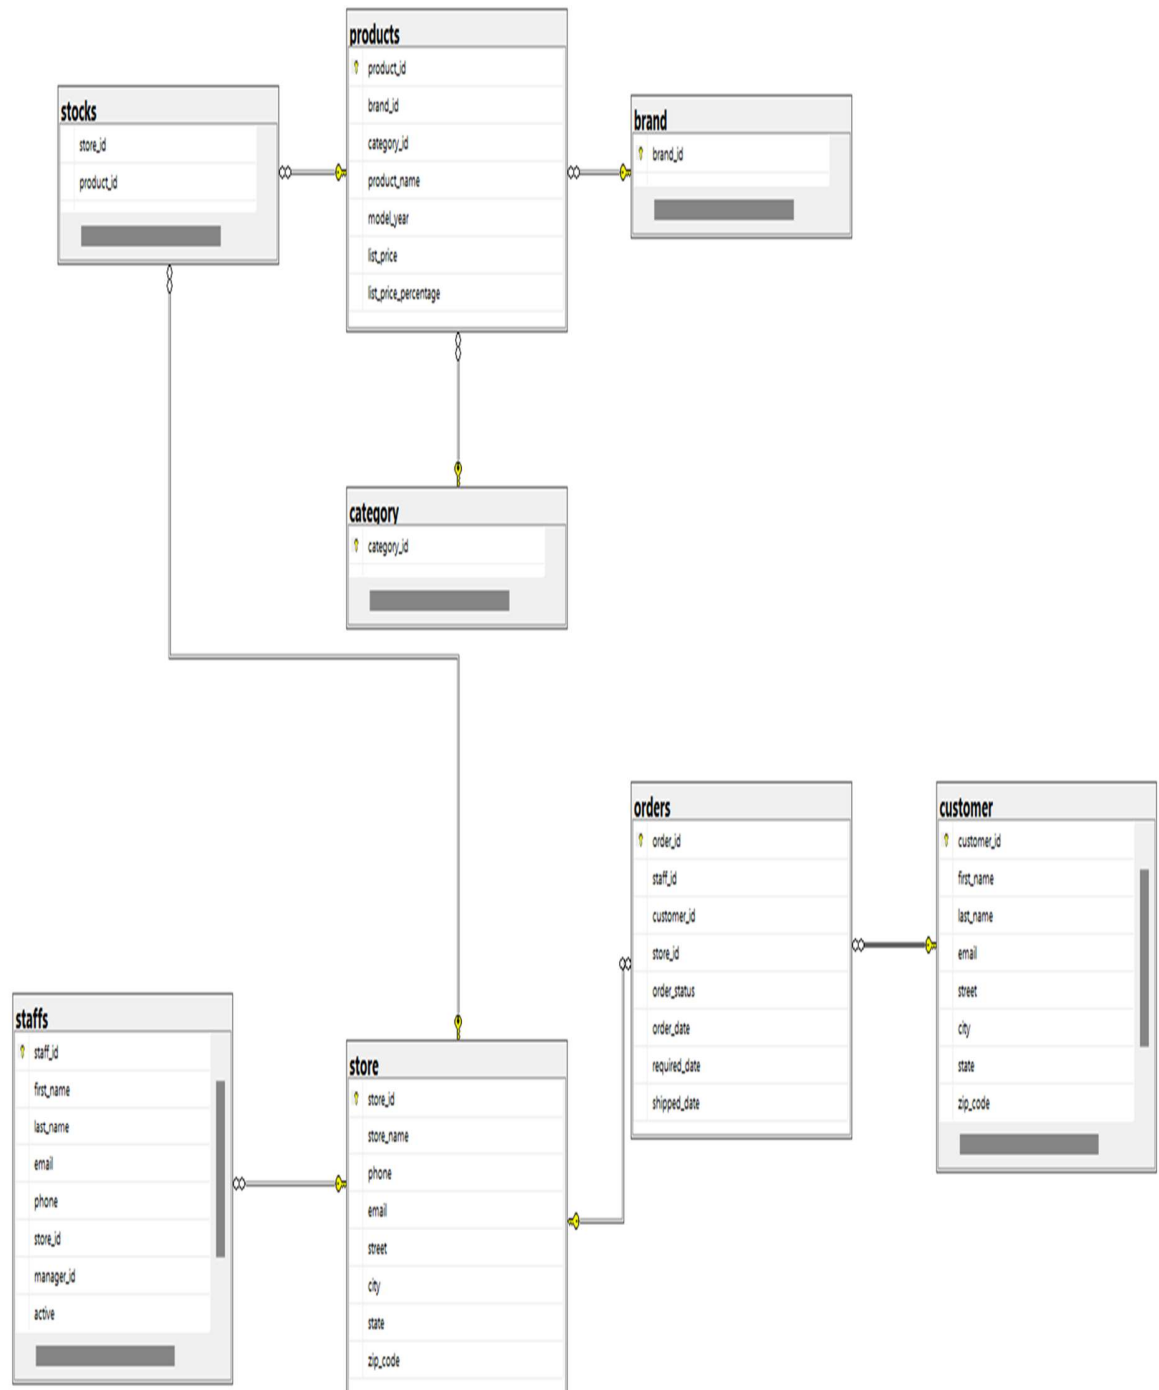 products
product_id
brand_id
category_id
product_name
model_year
list_price
list_price_percentage
stocks
store_id
product_id
brand
brand_id
category
category_id
orders
order_id
staff_id
customer_id
store_id
order_status
order_date
required_date
shipped_date
customer
customer_id
first_name
last_name
email
street
city
state
zip_code
staffs
staff_id
first_name
last_name
email
phone
store_id
manager_id
active
store
store_id
store_name
phone
email
street
city
state
zip_code